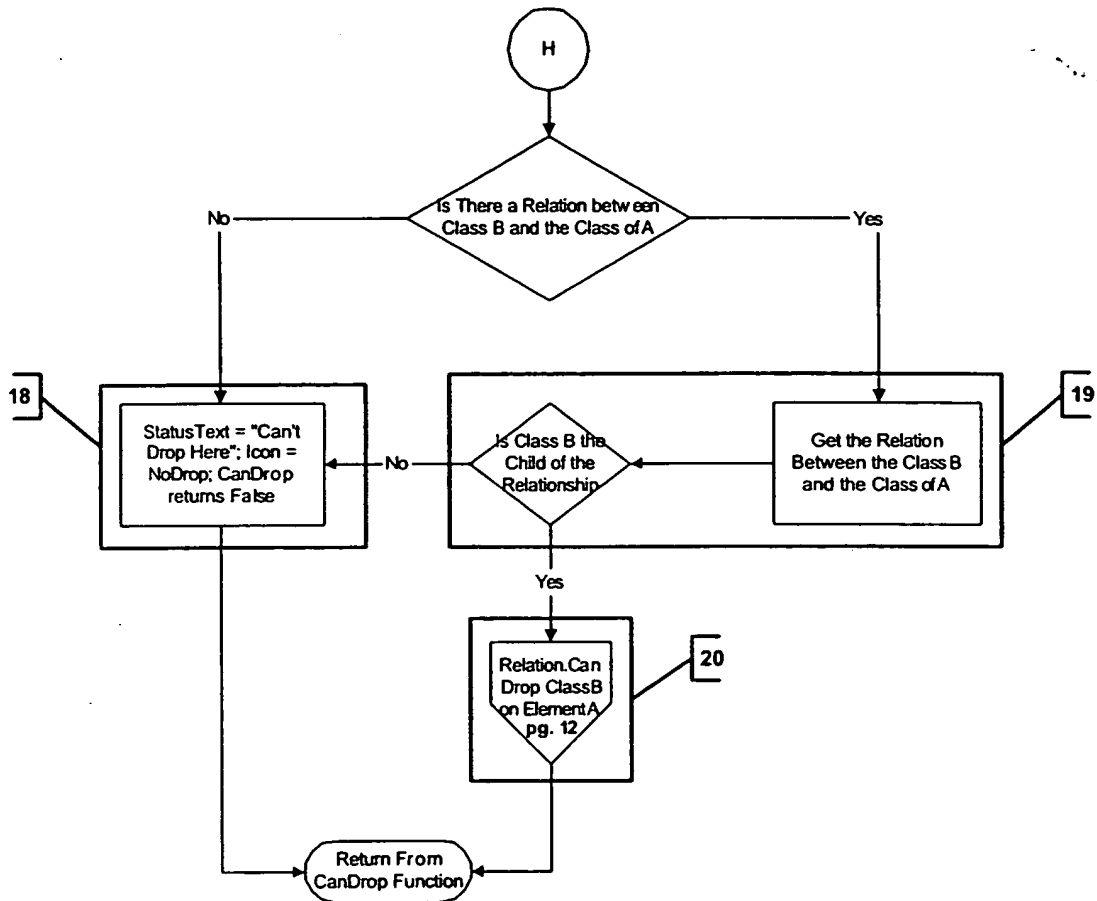 H
Is There a Relation between
Class B and the Class of A
No
Yes
18
StatusText = "Can't
Drop Here"; Icon =
NoDrop; CanDrop
returns False
No
Is Class B the
Child of the
Relationship
Get the Relation
Between the Class B
and the Class of A
19
Yes
Relation.Can
Drop ClassB
on Element A
pg. 12
20
Return From
CanDrop Function